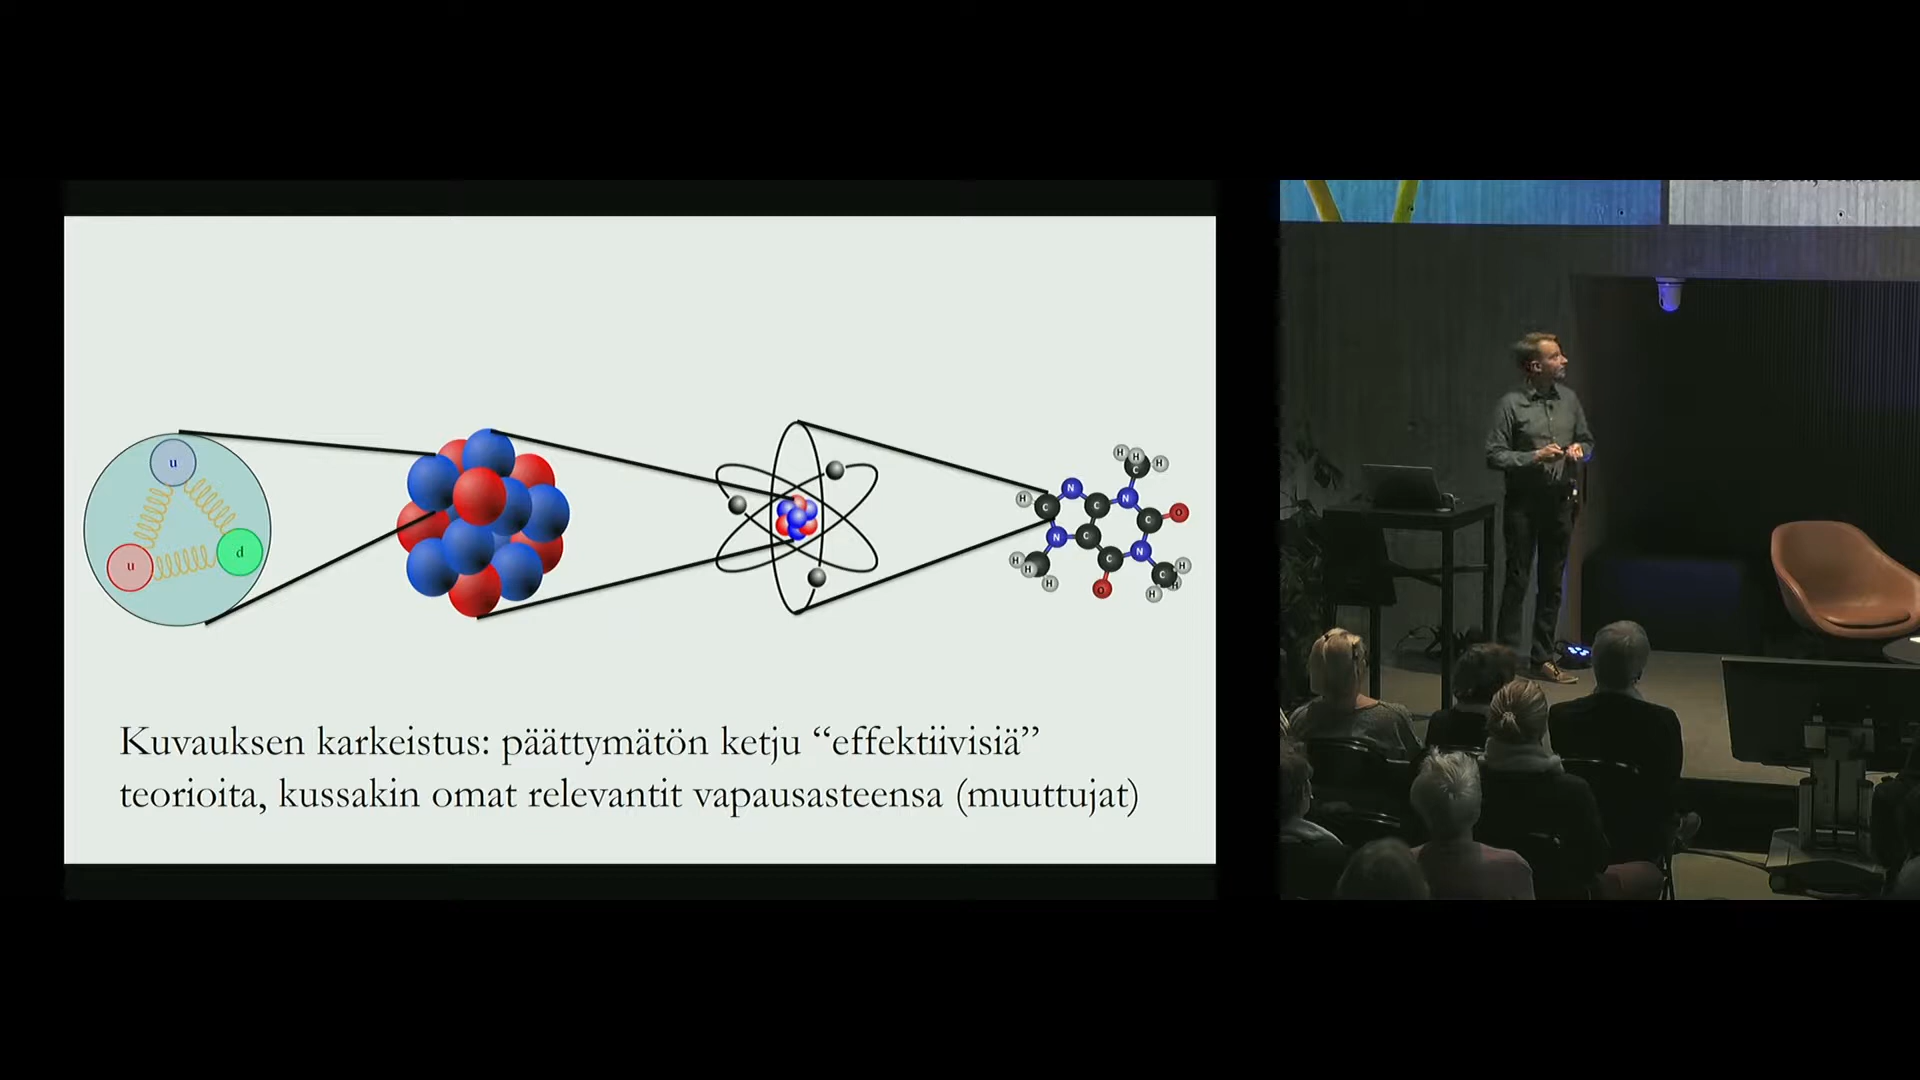 u
u
d
H
H
H
C
N
H
C
C
N
C
O
N
C
C
N
H
H
C
H
C
H
H
O
H
H
Kuvauksen karkeistus: päättymätön ketju “effektiivisiä”
teorioita, kussakin omat relevantit vapausasteensa (muuttujat)